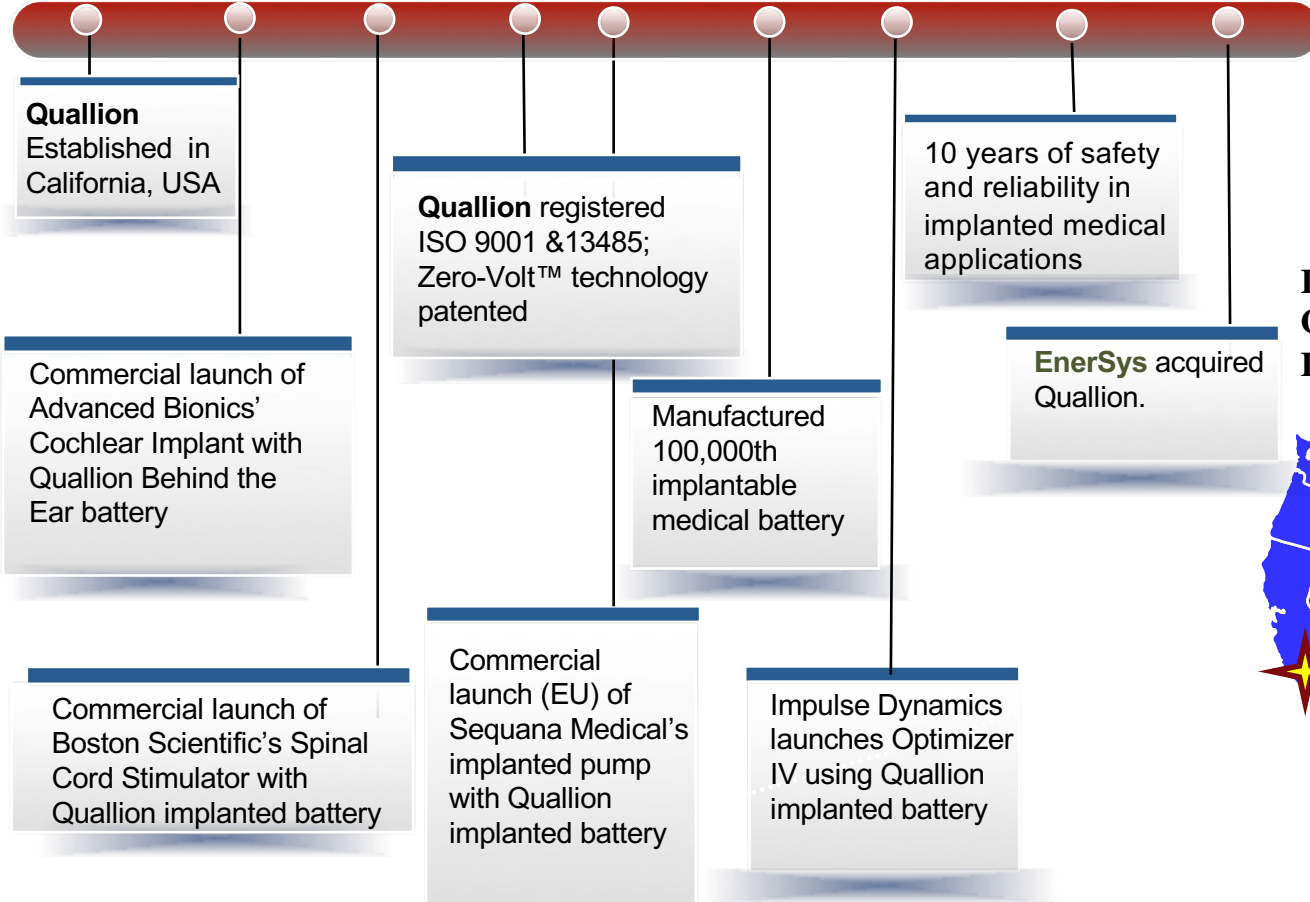 Quallion
Established in
California, USA
Commercial launch of
Advanced Bionics’
Cochlear Implant with
Quallion Behind the
Ear battery
Commercial launch of
Boston Scientific’s Spinal
Cord Stimulator with
Quallion implanted battery
Quallion registered
ISO 9001 &13485;
Zero-Volt™ technology
patented
Commercial
launch (EU) of
Sequana Medical’s
implanted pump
with Quallion
implanted battery
Manufactured
100,000th
implantable
medical battery
Impulse Dynamics
launches Optimizer
IV using Quallion
implanted battery
10 years of safety
and reliability in
implanted medical
applications
EnerSys acquired
Quallion.